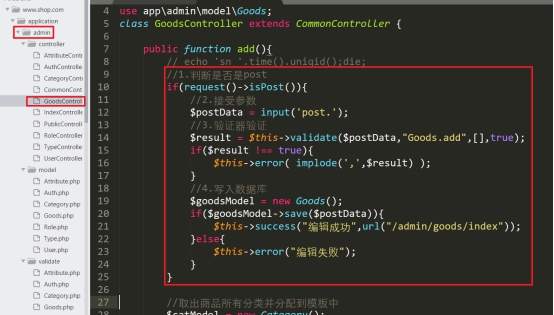 www.shop.com
application
admin
controller
AttributeContr
AuthController
CategoryCont
CommonCont
GoodsControl
IndexControlle
PublicControll
RoleController
TypeControlle
UserControlle
model
Attribute.php
Auth.php
Category.php
Goods.php
Role.php
Type.php
User.php
validate
Attribute.php
Auth.php
Category.php
Goods.php
4 use app\admin\model\Goods;
5 class GoodsController extends CommonController {
6
7 public function add(){
8 // echo 'sn_'.time().uniqid();die;
9 //1.判断是否是post
10 if(request()->isPost()){
11 //2.接受参数
12 $postData = input('post.');
13 //3.验证器验证
14 $result = $this->validate($postData,"Goods.add",[],true);
15 if($result !== true){
16 $this->error( implode(',',$result) );
17 }
18 //4.写入数据库
19 $goodsModel = new Goods();
20 if($goodsModel->save($postData)){
21 $this->success("编辑成功",url("/admin/goods/index"));
22 }else{
23 $this->error("编辑失败");
24 }
25 }
26
27 //取出商品所有分类并分配到模板中
28 $catModel = new Category();